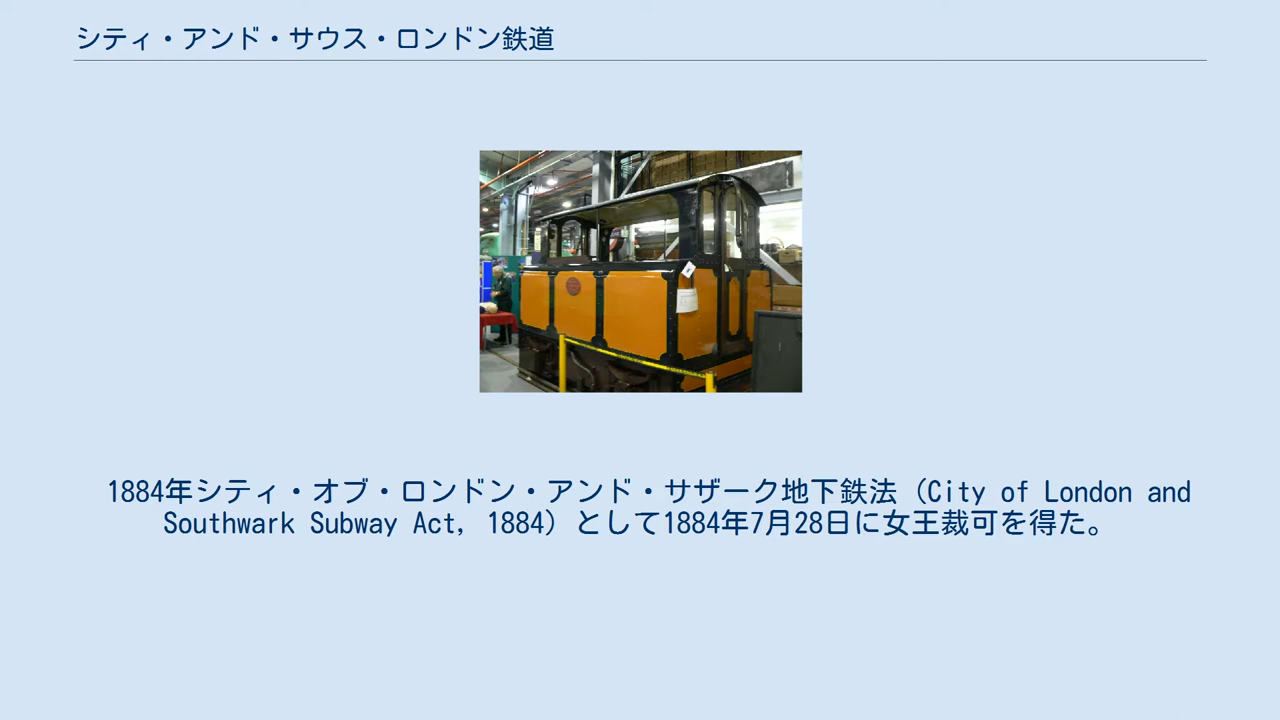 シティ・アンド・サウス・ロンドン鉄道
1884年シティ・オブ・ロンドン・アンド・サザーク地下鉄法（City of London and
Southwark Subway Act, 1884）として1884年7月28日に女王裁可を得た。